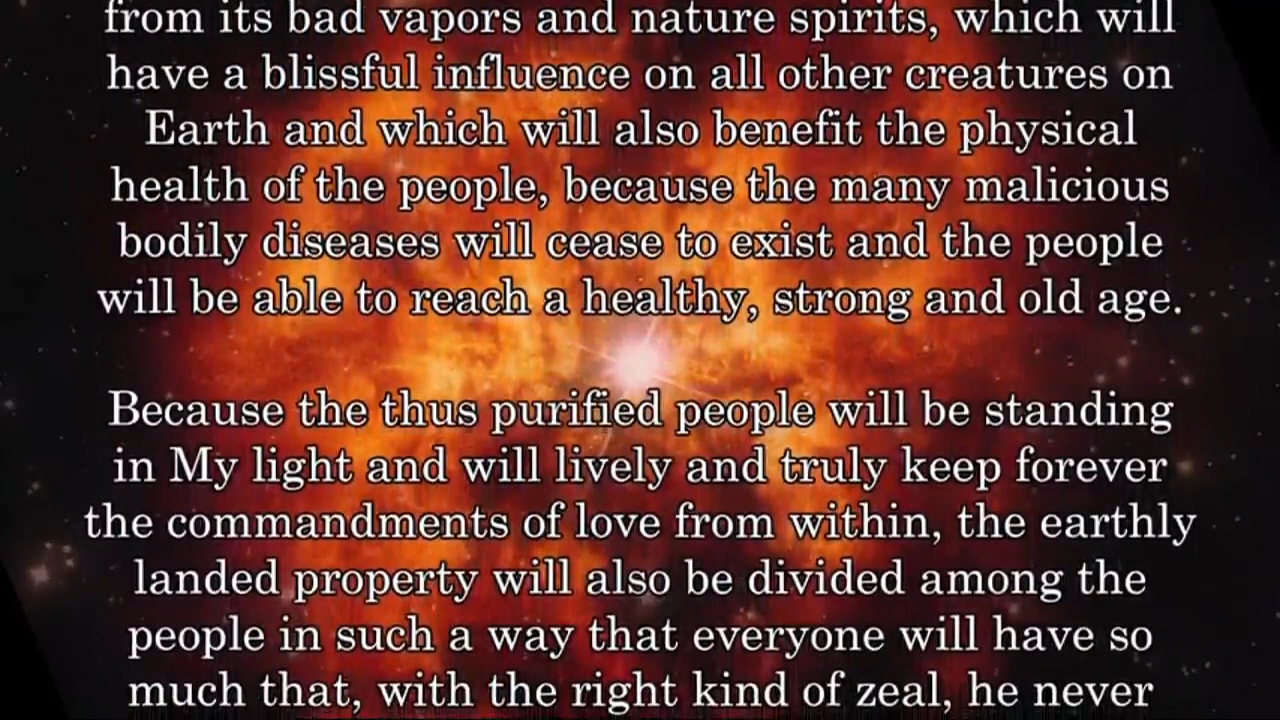 from its bad vapors and nature spirits, which will
have a blissful influence on all other creatures on
Earth and which will also benefit the physical
health of the people, because the many malicious
bodily diseases will cease to exist and the people
will be able to reach a healthy, strong and old age.
Because the thus purified people will be standing
in My light and will lively and truly keep forever
the commandments of love from within, the earthly
landed property will also be divided among the
people in such a way that everyone will have so
much that, with the right kind of zeal, he never